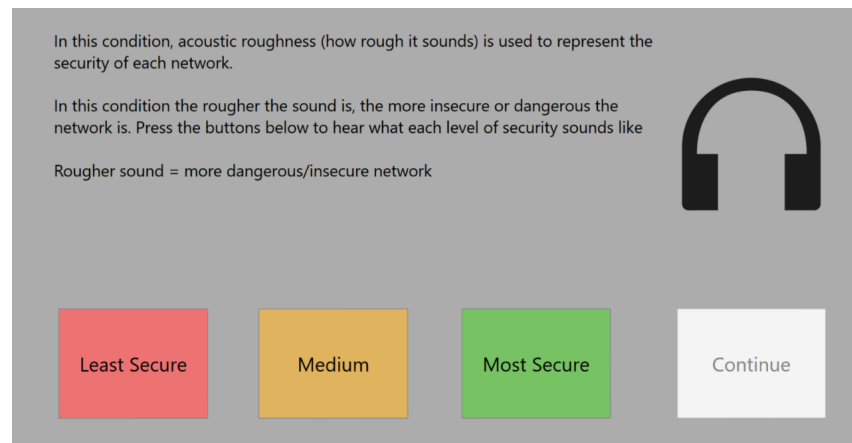 In this condition, acoustic roughness (how rough it sounds) is used to represent the
security of each network.
In this condition the rougher the sound is, the more insecure or dangerous the
network is. Press the buttons below to hear what each level of security sounds like
Rougher sound = more dangerous/insecure network
Least Secure
Medium
Most Secure
Continue